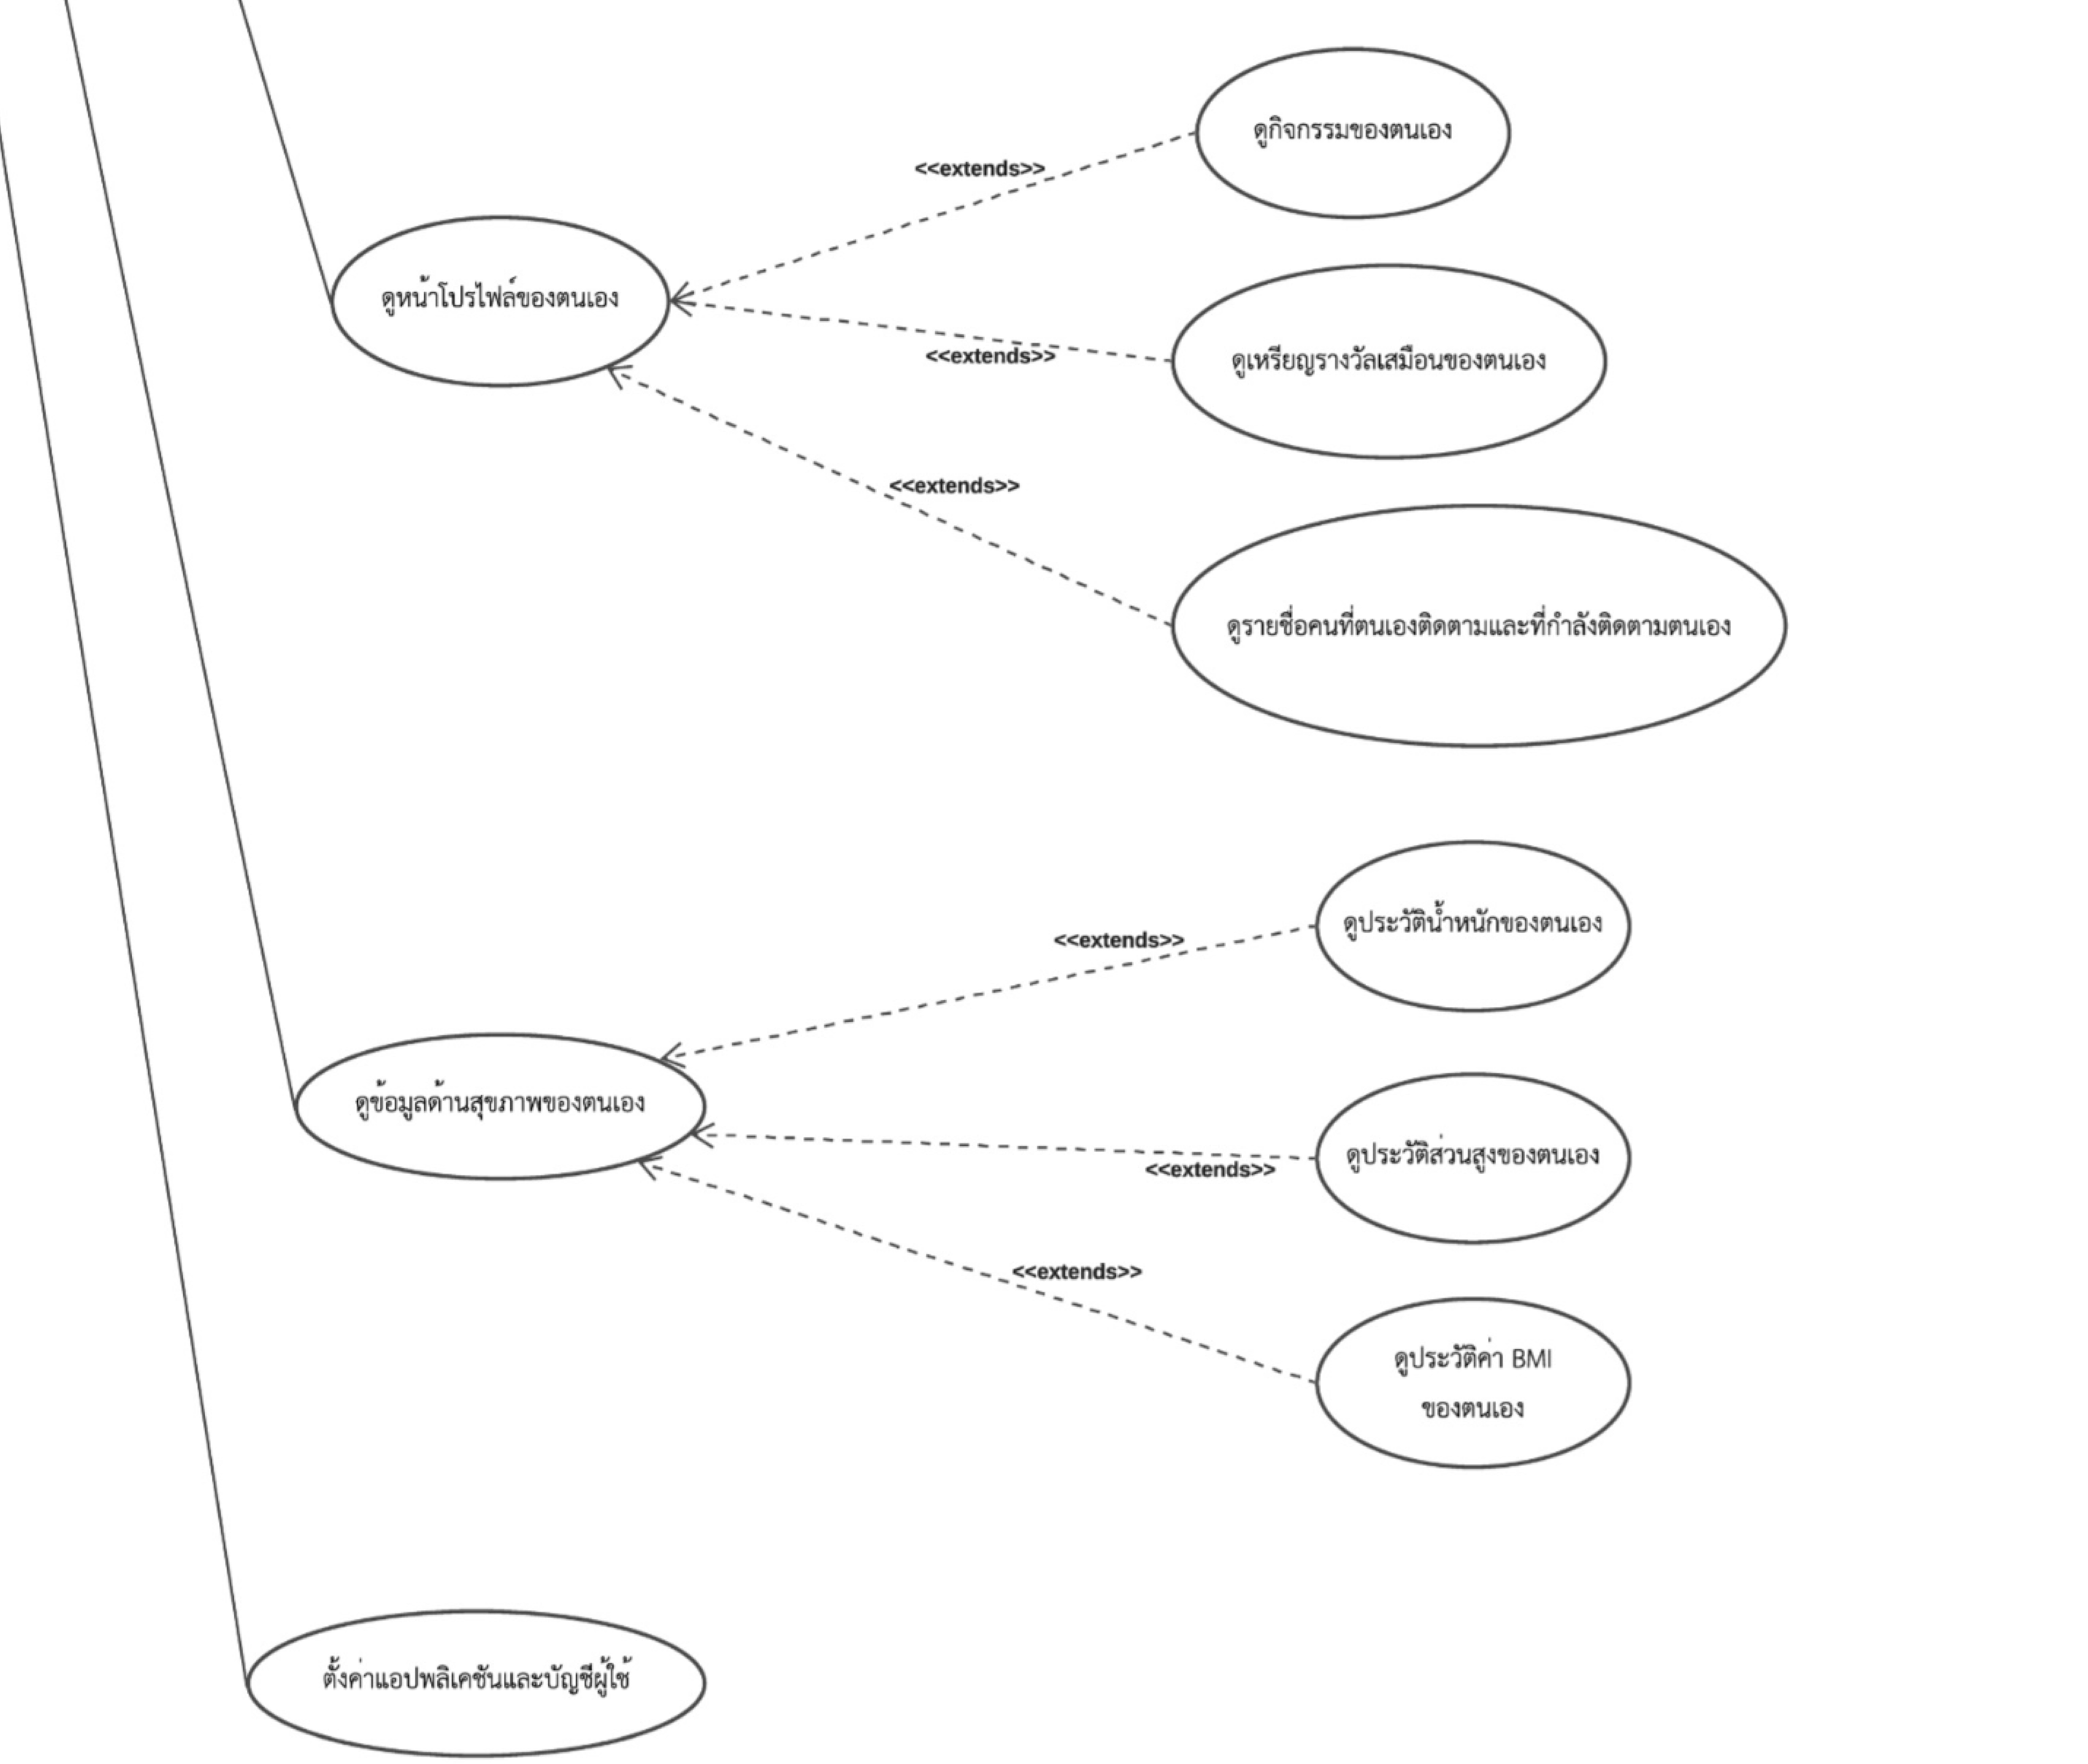 ดูกิจกรรมของตนเอง
<<extends>>
ดูหน้าโปรไฟล์ของตนเอง
<<extends>>
ดูเหรียญรางวัลเสมือนของตนเอง
<<extends>>
ดูรายชื่อคนที่ตนเองติดตามและที่กำลังติดตามตนเอง
ดูประวัติน้ำหนักของตนเอง
<<extends>>
ดูข้อมูลด้านสุขภาพของตนเอง
ดูประวัติส่วนสูงของตนเอง
<<extends>>
<<extends>>
ดูประวัติค่า BMI
ของตนเอง
ตั้งค่าแอปพลิเคชันและบัญชีผู้ใช้